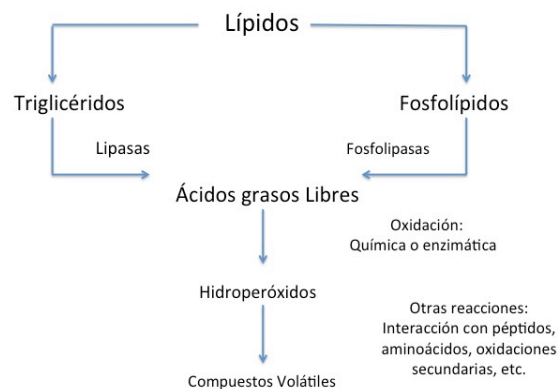 Lípidos
Triglicéridos
Fosfolípidos
Lipasas
Fosfolipasas
Ácidos grasos Libres
Oxidación:
Química o enzimática
Hidroperóxidos
Otras reacciones:
Interacción con péptidos,
aminoácidos, oxidaciones
secundarias, etc.
Compuestos Volátiles